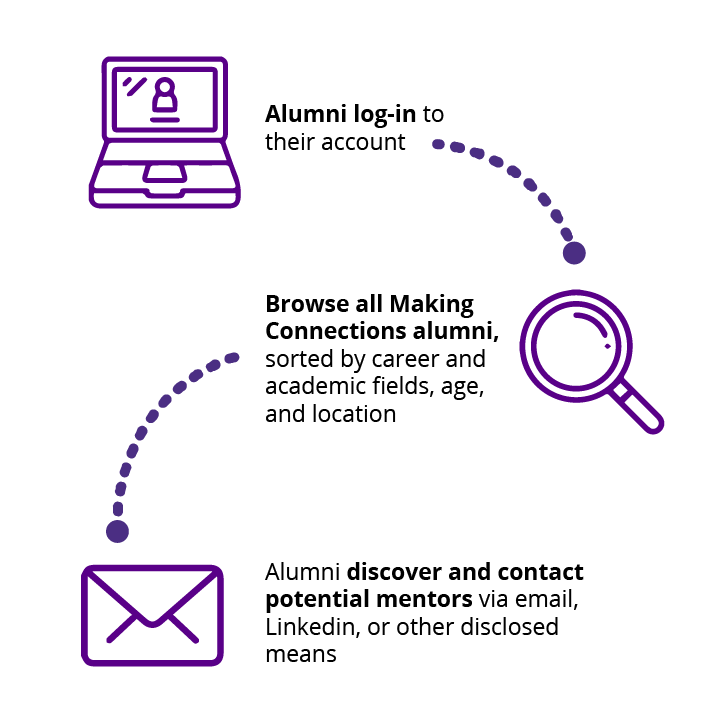 Alumni log-in to
their account
Browse all Making
Connections alumni,
sorted by career and
academic fields, age,
and location
Alumni discover and contact
potential mentors via email,
Linkedin, or other disclosed
means